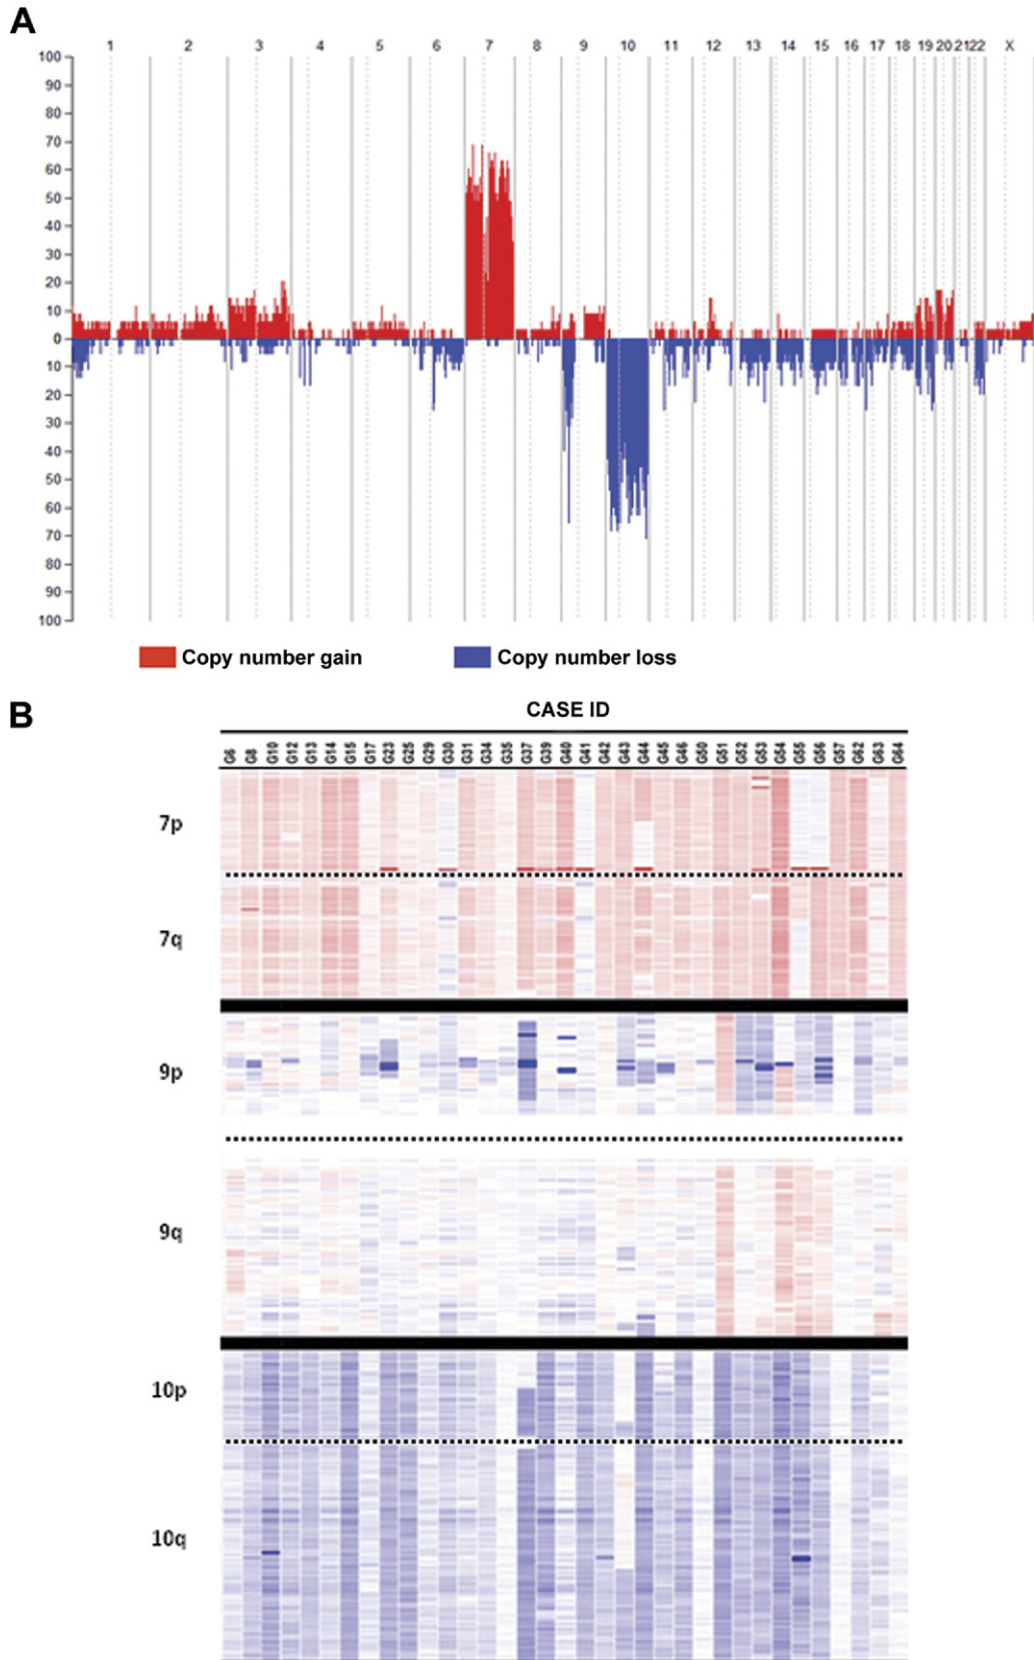 A
1 2 3 4 5 6 7 8 9 10 11 12 13 14 15 16 17 18 19 20 21 22 X
100
90
80
70
60
50
40
30
20
10
0
10
20
30
40
50
60
70
80
90
100
Copy number gain Copy number loss
B
CASE ID
G6 G8 G10 G12 G13 G14 G15 G17 G23 G25 G29 G30 G31 G34 G35 G37 G39 G40 G41 G42 G43 G44 G45 G46 G50 G51 G52 G53 G54 G55 G56 G57 G62 G63 G64
7p
7q
9p
9q
10p
10q